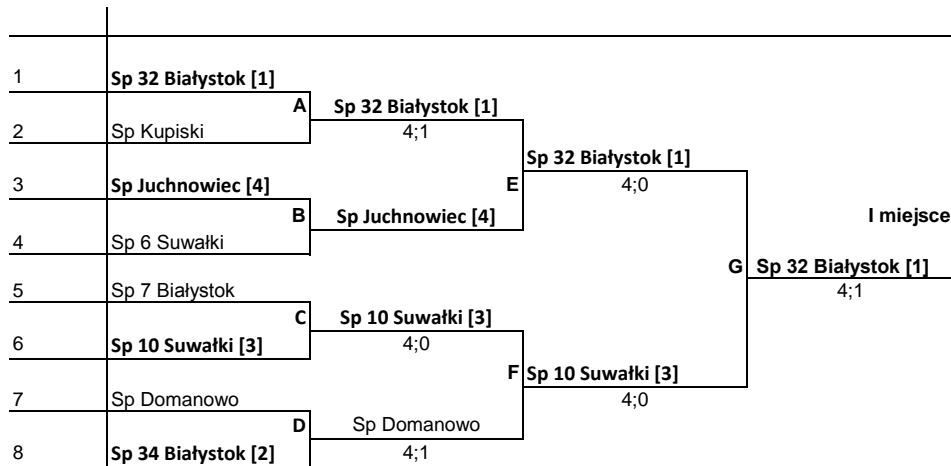 1 Sp 32 Białystok [1]
A Sp 32 Białystok [1]
2 Sp Kupiski 4;1
Sp 32 Białystok [1]
3 Sp Juchnowiec [4] E 4;0
B Sp Juchnowiec [4] I miejsce
4 Sp 6 Suwałki
G Sp 32 Białystok [1]
5 Sp 7 Białystok 4;1
C Sp 10 Suwałki [3]
6 Sp 10 Suwałki [3] 4;0
F Sp 10 Suwałki [3]
7 Sp Domanowo 4;0
D Sp Domanowo
8 Sp 34 Białystok [2] 4;1